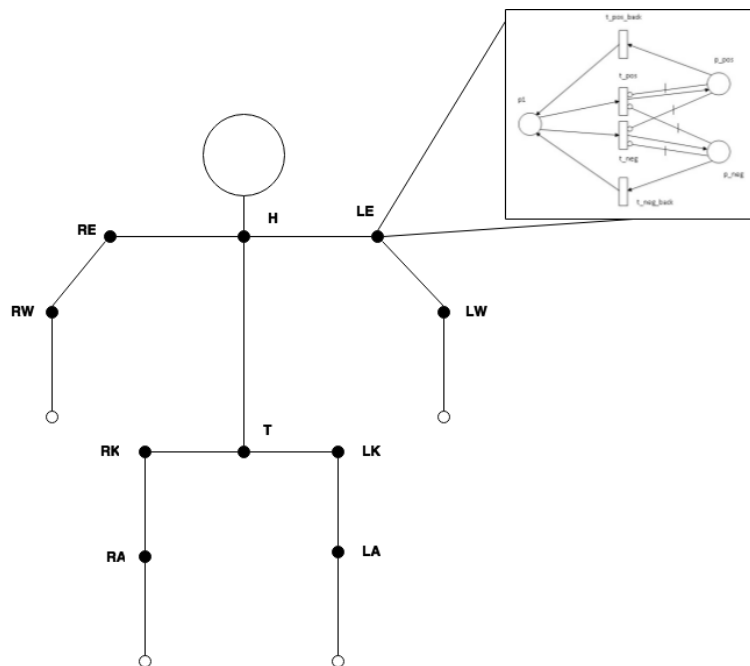 t_pos_back
p_pos
t_pos
p1
t_neg
p_neg
t_neg_back
H
LE
RE
RW
LW
T
RK
LK
RA
LA